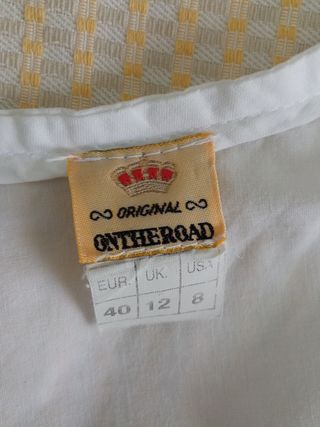 ORIGINAL
ONTHEROAD
EUR. UK. USA
40 12 8